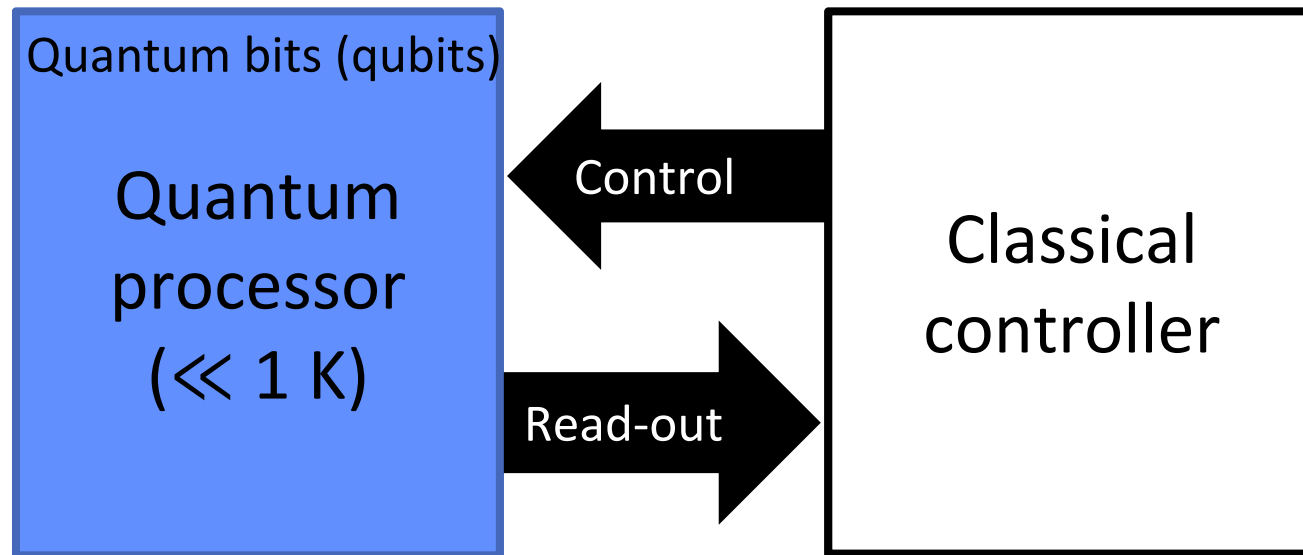 Quantum bits (qubits)
Quantum
processor
(≪ 1 K)
Control
Read-out
Classical
controller